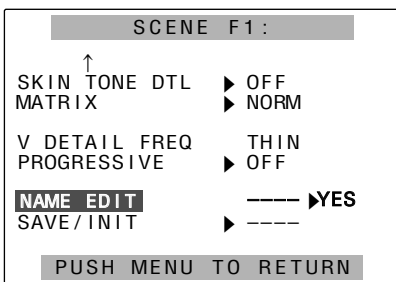 SCENE F1:
↑
SKIN TONE DTL ▶ OFF
MATRIX ▶ NORM
V DETAIL FREQ THIN
PROGRESSIVE ▶ OFF
NAME EDIT –––– ▶YES
SAVE/INIT ▶ ––––
PUSH MENU TO RETURN